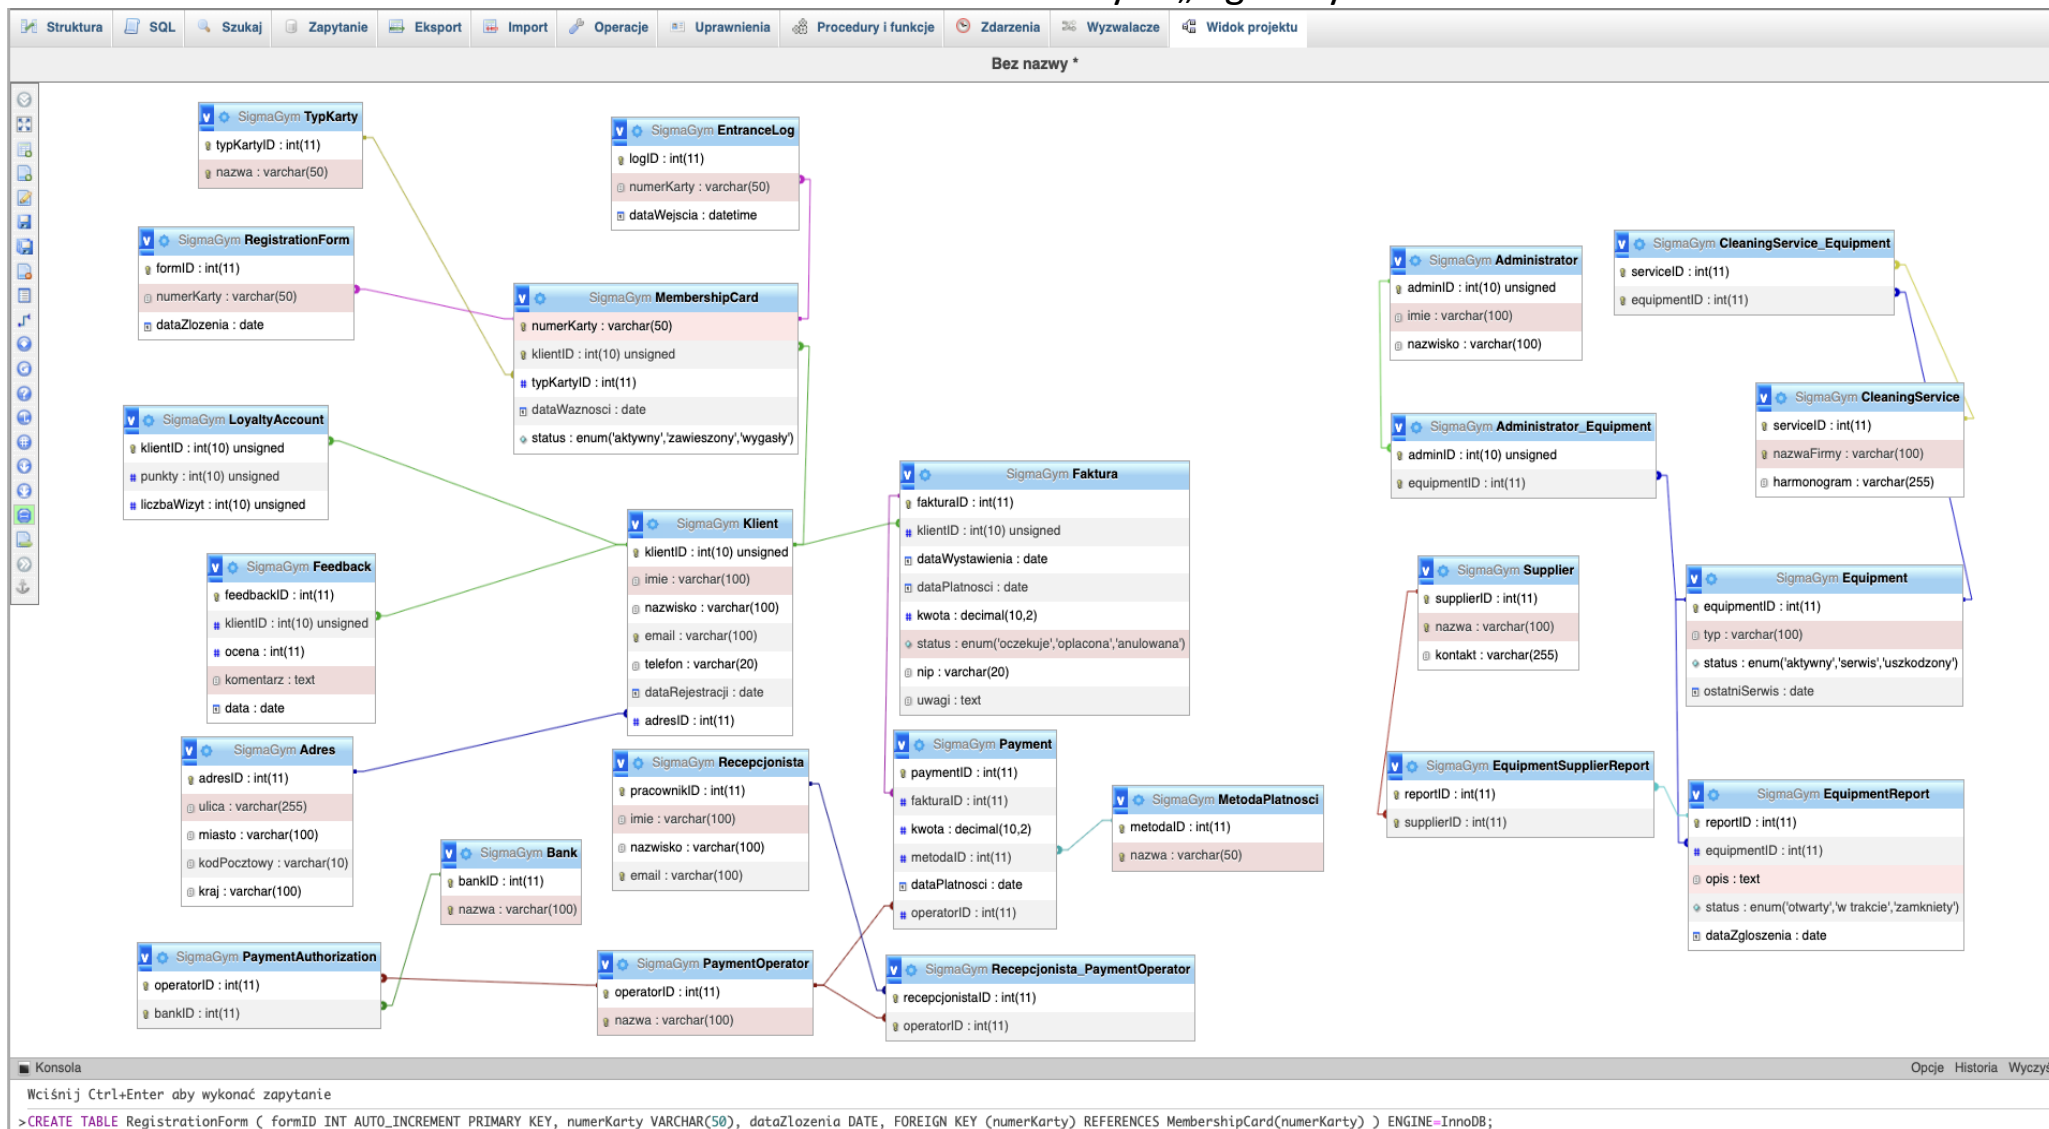 Struktura SQL Szukaj Zapytanie Eksport Import Operacje Uprawnienia Procedury i funkcje Zdarzenia Wyzwalacze Widok projektu
Bez nazwy *
SigmaGym TypKarty
typKartyID : int(11)
nazwa : varchar(50)
SigmaGym EntranceLog
logID : int(11)
numerKarty : varchar(50)
dataWejscia : datetime
SigmaGym RegistrationForm
formID : int(11)
numerKarty : varchar(50)
dataZlozenia : date
SigmaGym MembershipCard
numerKarty : varchar(50)
klientID : int(10) unsigned
typKartyID : int(11)
dataWaznosci : date
status : enum('aktywny','zawieszony','wygasły')
SigmaGym Administrator
adminID : int(10) unsigned
imie : varchar(100)
nazwisko : varchar(100)
SigmaGym CleaningService_Equipment
serviceID : int(11)
equipmentID : int(11)
SigmaGym CleaningService
serviceID : int(11)
nazwaFirmy : varchar(100)
harmonogram : varchar(255)
SigmaGym LoyaltyAccount
klientID : int(10) unsigned
punkty : int(10) unsigned
liczbaWizyt : int(10) unsigned
SigmaGym Administrator_Equipment
adminID : int(10) unsigned
equipmentID : int(11)
SigmaGym Faktura
fakturaID : int(11)
klientID : int(10) unsigned
dataWystawienia : date
dataPlatnosci : date
kwota : decimal(10,2)
status : enum('oczekuje','oplacona','anulowana')
nip : varchar(20)
uwagi : text
SigmaGym Klient
klientID : int(10) unsigned
imie : varchar(100)
nazwisko : varchar(100)
email : varchar(100)
telefon : varchar(20)
dataRejestracji : date
adresID : int(11)
SigmaGym Feedback
feedbackID : int(11)
klientID : int(10) unsigned
ocena : int(11)
komentarz : text
data : date
SigmaGym Supplier
supplierID : int(11)
nazwa : varchar(100)
kontakt : varchar(255)
SigmaGym Equipment
equipmentID : int(11)
typ : varchar(100)
status : enum('aktywny','serwis','uszkodzony')
ostatniSerwis : date
SigmaGym Adres
adresID : int(11)
ulica : varchar(255)
miasto : varchar(100)
kodPocztowy : varchar(10)
kraj : varchar(100)
SigmaGym Recepcjonista
pracownikID : int(11)
imie : varchar(100)
nazwisko : varchar(100)
email : varchar(100)
SigmaGym Payment
paymentID : int(11)
fakturaID : int(11)
kwota : decimal(10,2)
metodaID : int(11)
dataPlatnosci : date
operatorID : int(11)
SigmaGym MetodaPlatnosci
metodaID : int(11)
nazwa : varchar(50)
SigmaGym EquipmentSupplierReport
reportID : int(11)
supplierID : int(11)
SigmaGym EquipmentReport
reportID : int(11)
equipmentID : int(11)
opis : text
status : enum('otwarty','w trakcie','zamkniety')
dataZgloszenia : date
SigmaGym Bank
bankID : int(11)
nazwa : varchar(100)
SigmaGym PaymentAuthorization
operatorID : int(11)
bankID : int(11)
SigmaGym PaymentOperator
operatorID : int(11)
nazwa : varchar(100)
SigmaGym Recepcjonista_PaymentOperator
recepcjonistaID : int(11)
operatorID : int(11)
Konsola Opcje Historia
Wciśnij Ctrl+Enter aby wykonać zapytanie
>CREATE TABLE RegistrationForm ( formID INT AUTO_INCREMENT PRIMARY KEY, numerKarty VARCHAR(50), dataZlozenia DATE, FOREIGN KEY (numerKarty) REFERENCES MembershipCard(numerKarty) ) ENGINE=InnoDB;